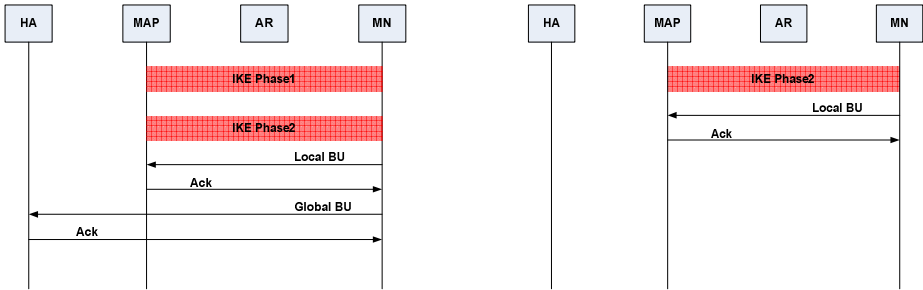 HA
MAP
AR
MN
IKE Phase1
IKE Phase2
Local BU
Ack
Global BU
Ack
HA
MAP
AR
MN
IKE Phase2
Local BU
Ack